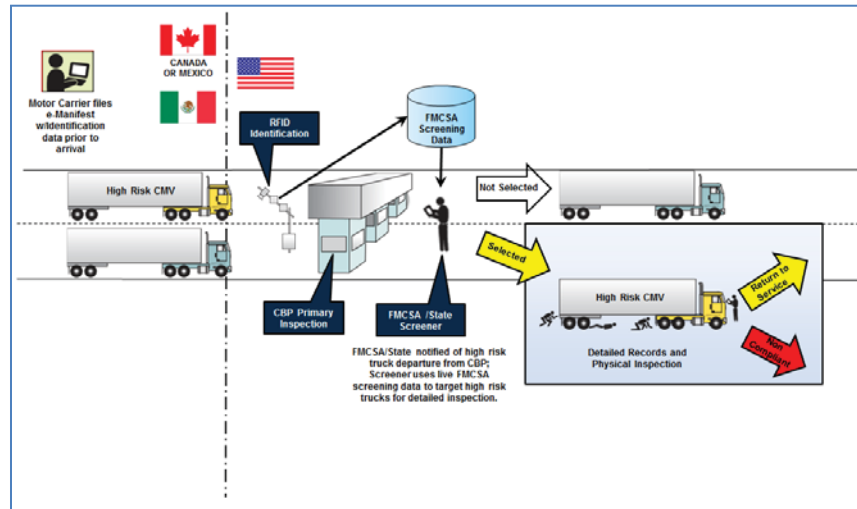 Motor Carrier files
e-Manifest
w/Identification
data prior to
arrival
CANADA
OR MEXICO
RFID
Identification
FMCSA
Screening
Data
High Risk CMV
Not Selected
Selected
CBP Primary
Inspection
FMCSA /State
Screener
FMCSA/State notified of high risk
truck departure from CBP;
Screener uses live FMCSA
screening data to target high risk
trucks for detailed inspection.
High Risk CMV
Return to
Service
Non
Compliant
Detailed Records and
Physical Inspection